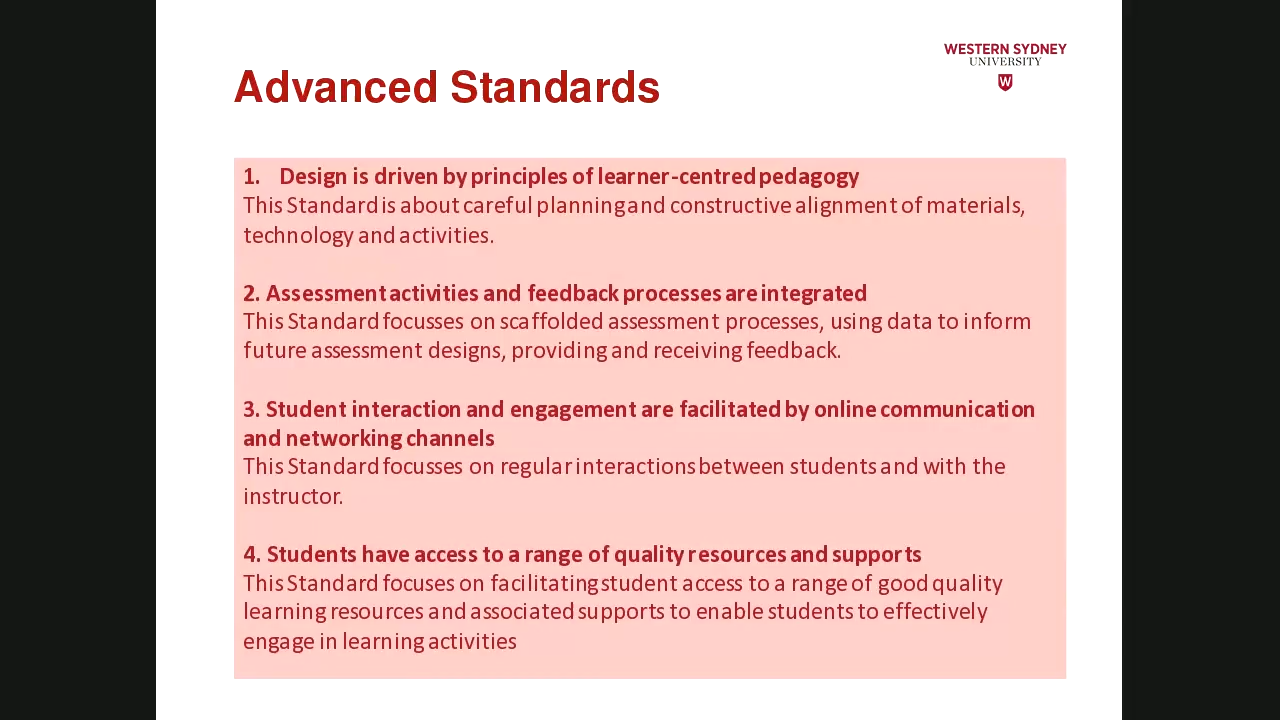 WESTERN SYDNEY
UNIVERSITY
W
Advanced Standards
1. Design is driven by principles of learner-centred pedagogy
This Standard is about careful planning and constructive alignment of materials,
technology and activities.
2. Assessment activities and feedback processes are integrated
This Standard focusses on scaffolded assessment processes, using data to inform
future assessment designs, providing and receiving feedback.
3. Student interaction and engagement are facilitated by online communication
and networking channels
This Standard focusses on regular interactions between students and with the
instructor.
4. Students have access to a range of quality resources and supports
This Standard focuses on facilitating student access to a range of good quality
learning resources and associated supports to enable students to effectively
engage in learning activities